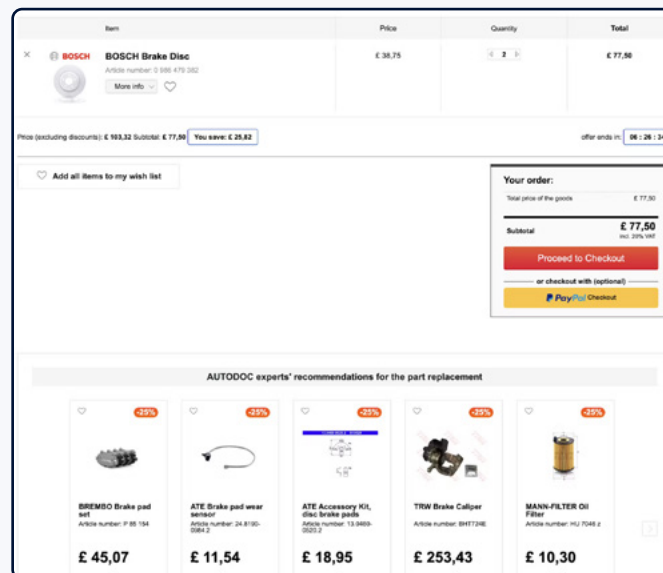 Item Price Quantity Total
BOSCH BOSCH Brake Disc £ 38,75 2 £ 77,50
Article number: 0 986 479 382
More info
Price (excluding discounts): £ 103,32 Subtotal: £ 77,50 You save: £ 25,82 offer ends in: 06 : 26 : 34
Add all items to my wish list
Your order:
Total price of the goods £ 77,50
Subtotal £ 77,50
incl. 20% VAT
Proceed to Checkout
or checkout with (optional)
PayPal Checkout
AUTODOC experts' recommendations for the part replacement
-25% -25% -25% -25% -25%
BREMBO Brake pad set
Article number: P 85 154
£ 45,07
ATE Brake pad wear sensor
Article number: 24.8190-0984.2
£ 11,54
ATE Accessory Kit, disc brake pads
Article number: 13.0460-0520.2
£ 18,95
TRW Brake Caliper
Article number: BHT724E
£ 253,43
MANN-FILTER Oil Filter
Article number: HU 7046 z
£ 10,30